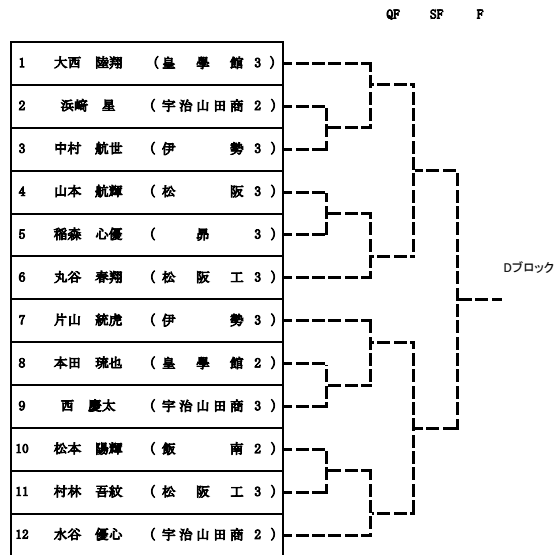 QF SF F
1 大西 陸翔 (皇學館3)
2 浜崎 星 (宇治山田商2)
3 中村 航世 (伊勢3)
4 山本 航輝 (松阪3)
5 稲森 心優 (昴3)
6 丸谷 春翔 (松阪工3)
Dブロック
7 片山 統虎 (伊勢3)
8 本田 琉也 (皇學館2)
9 西 慶太 (宇治山田商3)
10 松本 陽輝 (飯南2)
11 村林 吾紋 (松阪工3)
12 水谷 優心 (宇治山田商2)